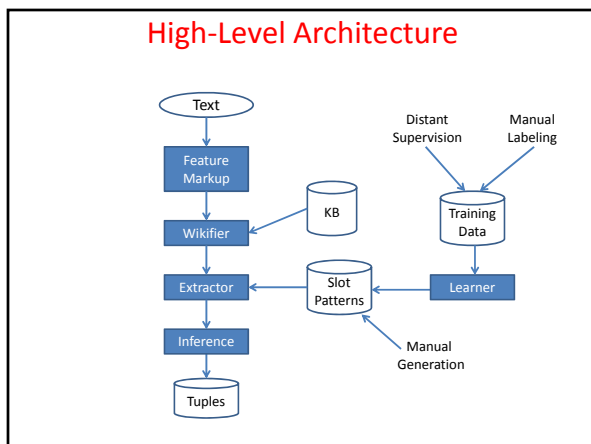 High-Level Architecture
Text
Distant
Supervision
Manual
Labeling
Feature
Markup
KB
Training
Data
Wikifier
Extractor
Slot
Patterns
Learner
Inference
Manual
Generation
Tuples